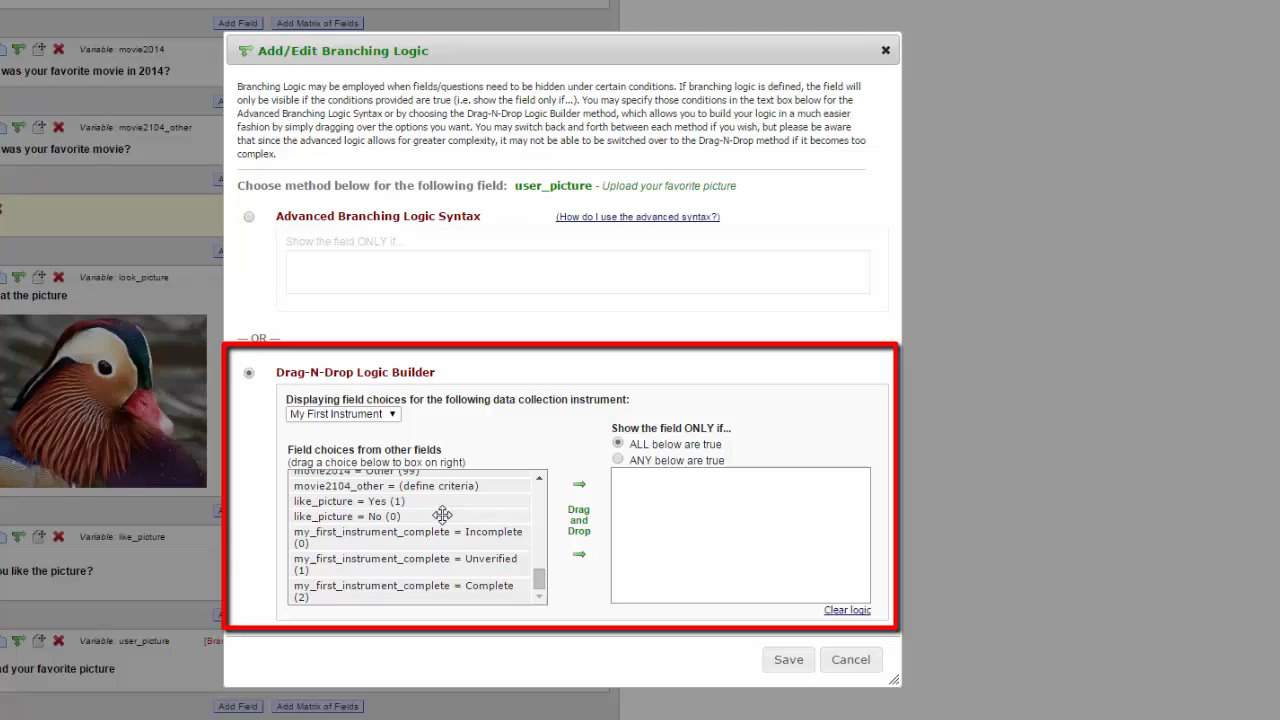 Add Field
Add Matrix of Fields
Add/Edit Branching Logic
Variable: movie2014
was your favorite movie in 2014?
Branching Logic may be employed when fields/questions need to be hidden under certain conditions. If branching logic is defined, the field will
only be visible if the conditions provided are true (i.e. show the field only if...). You may specify those conditions in the text box below for the
Advanced Branching Logic Syntax or by choosing the Drag-N-Drop Logic Builder method, which allows you to build your logic in a much easier
fashion by simply dragging over the options you want. You may switch back and forth between each method if you wish, but please be aware
that since the advanced logic allows for greater complexity, it may not be able to be switched over to the Drag-N-Drop method if it becomes too
complex.
Variable: movie2104_other
was your favorite movie?
Choose method below for the following field: user_picture - Upload your favorite picture
Advanced Branching Logic Syntax
(How do I use the advanced syntax?)
Show the field ONLY if...
Variable: look_picture
at the picture
— OR —
Drag-N-Drop Logic Builder
Displaying field choices for the following data collection instrument:
My First Instrument
Show the field ONLY if...
ALL below are true
ANY below are true
Field choices from other fields
(drag a choice below to box on right)
movie2014 = Other (99)
movie2104_other = (define criteria)
like_picture = Yes (1)
like_picture = No (0)
my_first_instrument_complete = Incomplete
(0)
my_first_instrument_complete = Unverified
(1)
my_first_instrument_complete = Complete
(2)
Drag
and
Drop
Clear logic
Variable: like_picture
you like the picture?
Variable: user_picture
[Bra
ad your favorite picture
Save
Cancel
Add Field
Add Matrix of Fields